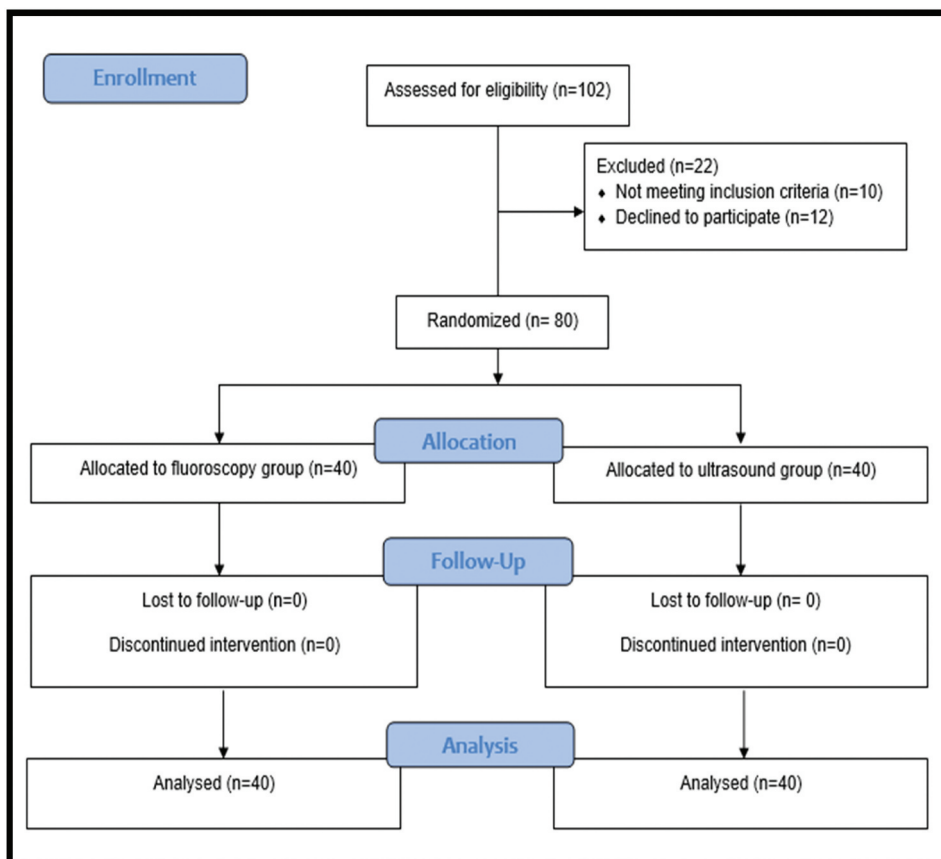 Enrollment
Assessed for eligibility (n=102)
Excluded (n=22)
♦ Not meeting inclusion criteria (n=10)
♦ Declined to participate (n=12)
Randomized (n= 80)
Allocation
Allocated to fluoroscopy group (n=40)
Allocated to ultrasound group (n=40)
Follow-Up
Lost to follow-up (n=0)
Discontinued intervention (n=0)
Lost to follow-up (n= 0)
Discontinued intervention (n=0)
Analysis
Analysed (n=40)
Analysed (n=40)